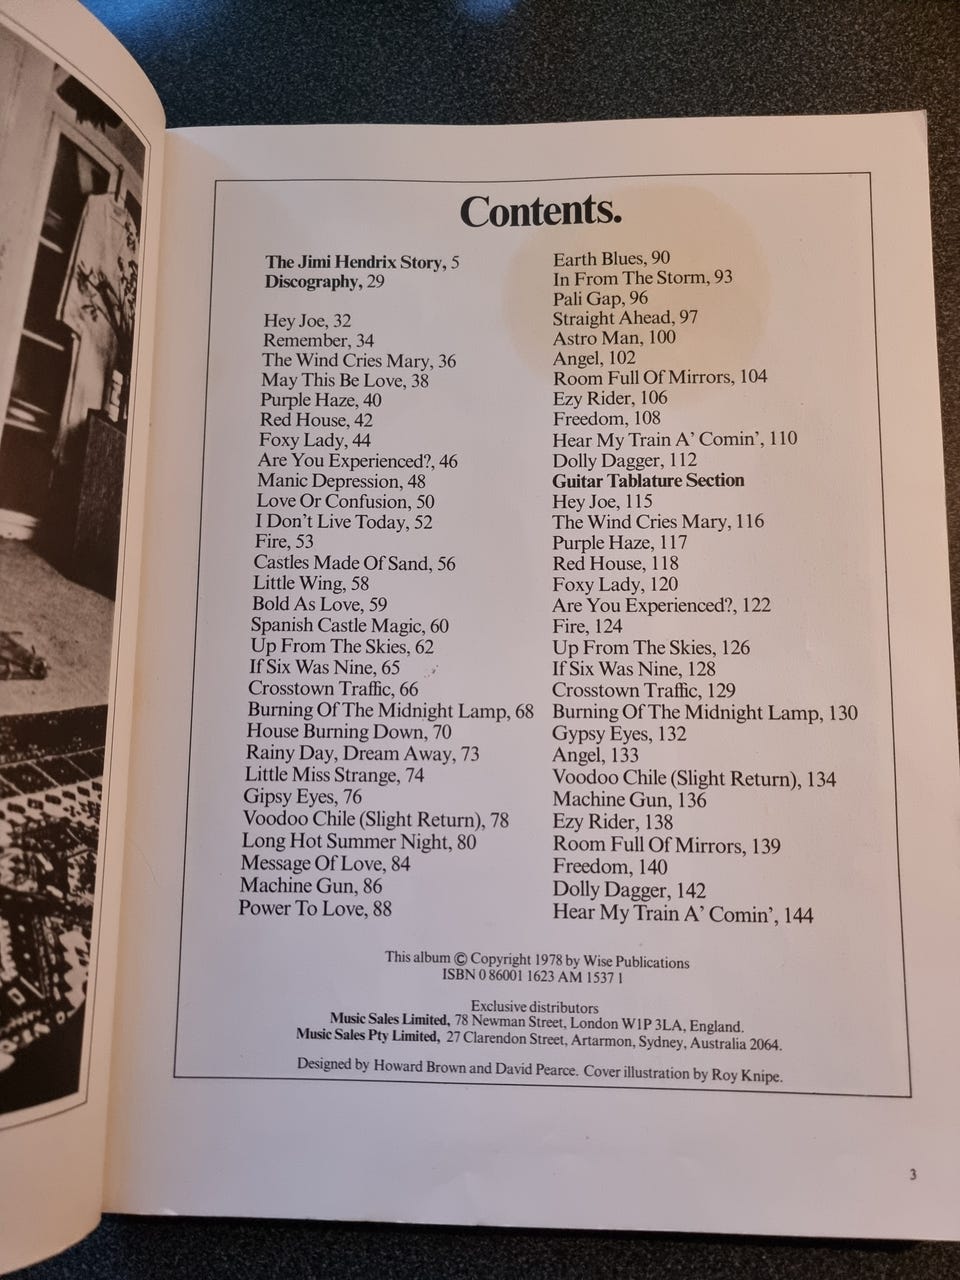 Contents.
The Jimi Hendrix Story, 5
Discography, 29
Hey Joe, 32
Remember, 34
The Wind Cries Mary, 36
May This Be Love, 38
Purple Haze, 40
Red House, 42
Foxy Lady, 44
Are You Experienced?, 46
Manic Depression, 48
Love Or Confusion, 50
I Don't Live Today, 52
Fire, 53
Castles Made Of Sand, 56
Little Wing, 58
Bold As Love, 59
Spanish Castle Magic, 60
Up From The Skies, 62
If Six Was Nine, 65
Crosstown Traffic, 66
Burning Of The Midnight Lamp, 68
House Burning Down, 70
Rainy Day, Dream Away, 73
Little Miss Strange, 74
Gipsy Eyes, 76
Voodoo Chile (Slight Return), 78
Long Hot Summer Night, 80
Message Of Love, 84
Machine Gun, 86
Power To Love, 88
Earth Blues, 90
In From The Storm, 93
Pali Gap, 96
Straight Ahead, 97
Astro Man, 100
Angel, 102
Room Full Of Mirrors, 104
Ezy Rider, 106
Freedom, 108
Hear My Train A' Comin', 110
Dolly Dagger, 112
Guitar Tablature Section
Hey Joe, 115
The Wind Cries Mary, 116
Purple Haze, 117
Red House, 118
Foxy Lady, 120
Are You Experienced?, 122
Fire, 124
Up From The Skies, 126
If Six Was Nine, 128
Crosstown Traffic, 129
Burning Of The Midnight Lamp, 130
Gypsy Eyes, 132
Angel, 133
Voodoo Chile (Slight Return), 134
Machine Gun, 136
Ezy Rider, 138
Room Full Of Mirrors, 139
Freedom, 140
Dolly Dagger, 142
Hear My Train A' Comin', 144
This album © Copyright 1978 by Wise Publications
ISBN 0 86001 1623 AM 1537 1
Exclusive distributors
Music Sales Limited, 78 Newman Street, London W1P 3LA, England.
Music Sales Pty Limited, 27 Clarendon Street, Artarmon, Sydney, Australia 2064.
Designed by Howard Brown and David Pearce. Cover illustration by Roy Knipe.
3